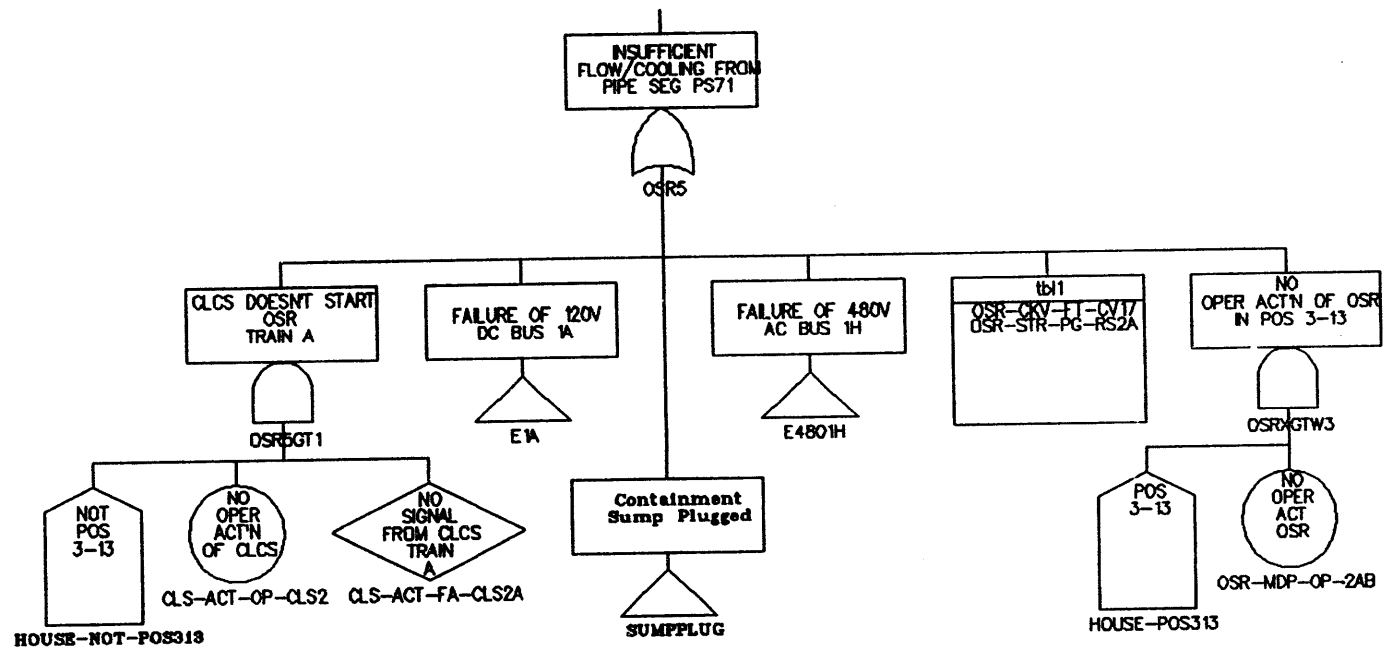 INSUFFICIENT
FLOW/COOLING FROM
PIPE SEG PS71
OSR5
CLCS DOESN'T START
OSR
TRAIN A
FAILURE OF 120V
DC BUS 1A
FAILURE OF 480V
AC BUS 1H
tbl1
OSR-CKV-FT-CV17
OSR-STR-PG-RS2A
NO
OPER ACT'N OF OSR
IN POS 3-13
OSR5GT1
E1A
E4801H
OSRXGTW3
NOT
POS
3-13
NO
OPER
ACT'N
OF CLCS
NO
SIGNAL
FROM CLCS
TRAIN
A
Containment
Sump Plugged
POS
3-13
NO
OPER
ACT
OSR
CLS-ACT-OP-CLS2
CLS-ACT-FA-CLS2A
OSR-MDP-OP-2AB
HOUSE-NOT-POS313
SUMPPLUG
HOUSE-POS313